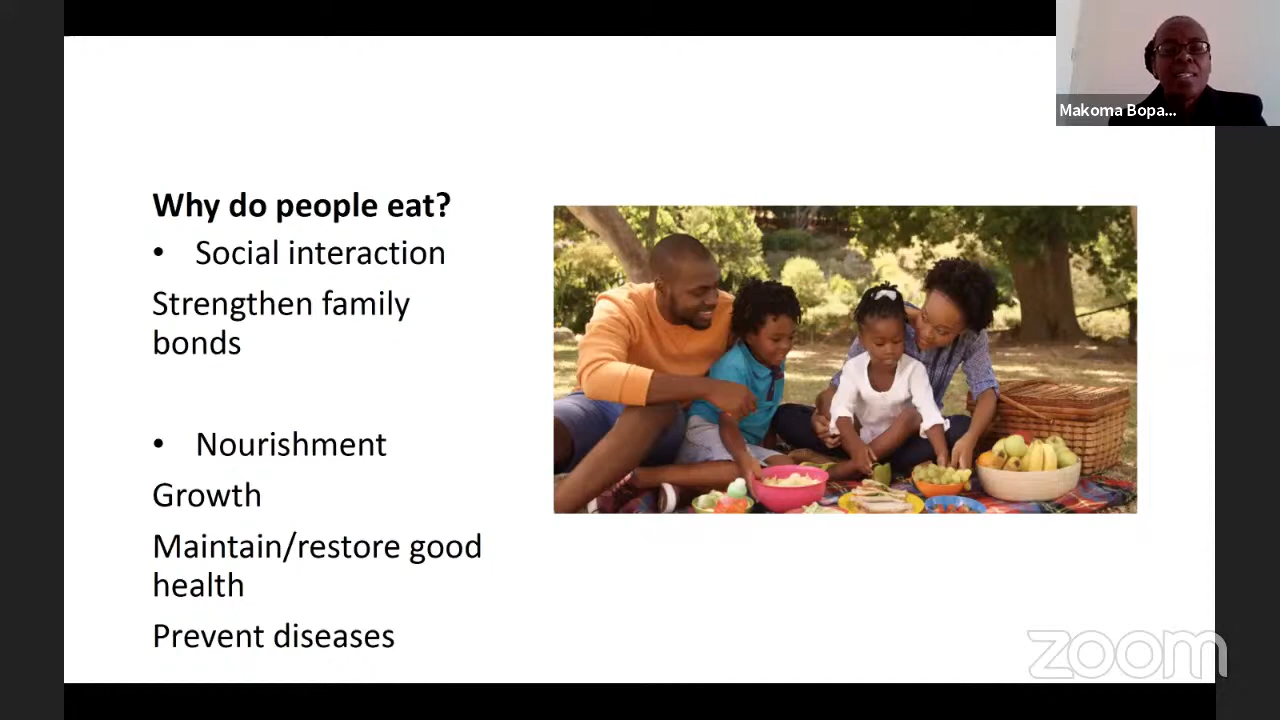 Makoma Bopa...
Why do people eat?
• Social interaction
Strengthen family
bonds
• Nourishment
Growth
Maintain/restore good
health
Prevent diseases
zoom